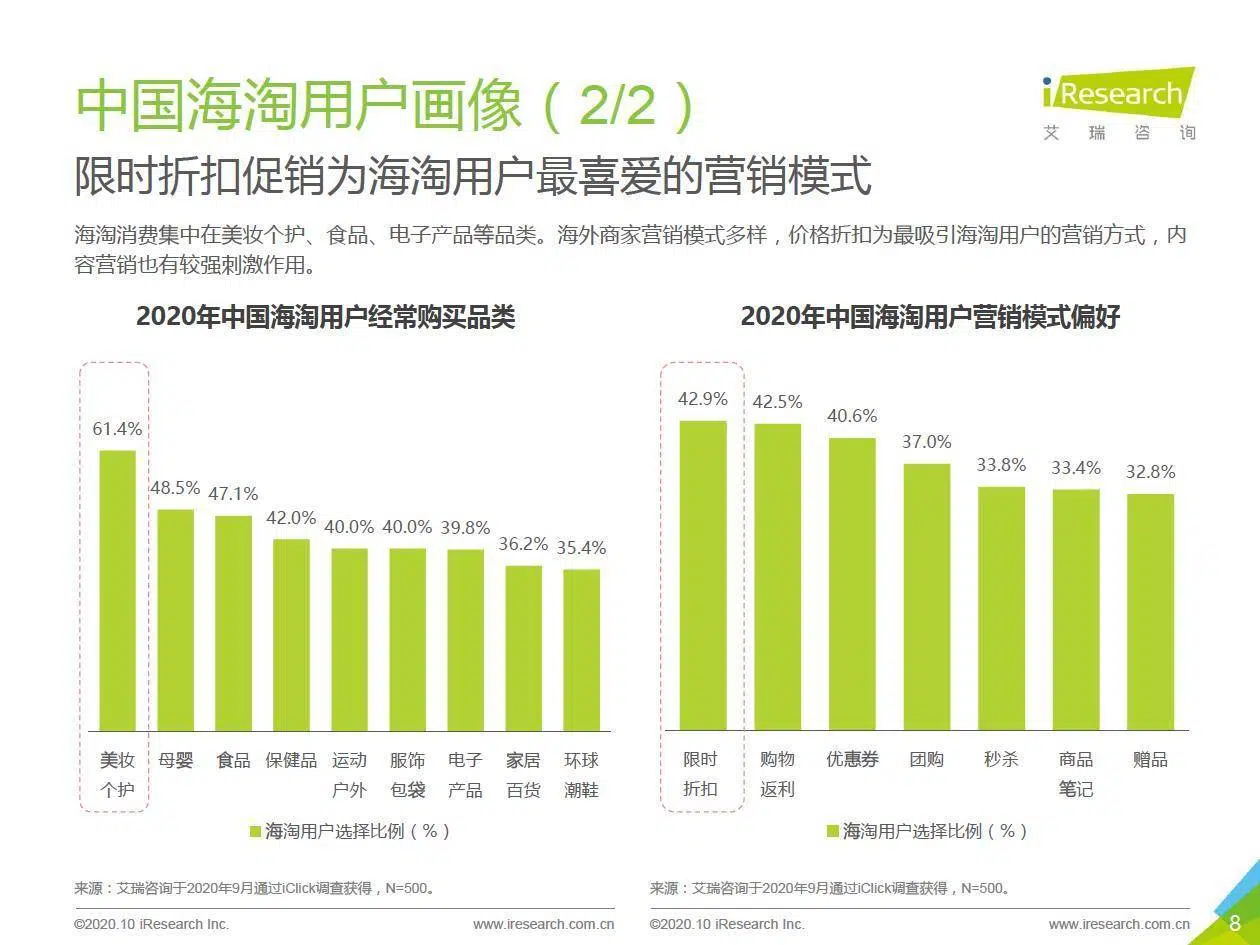 中国海淘用户画像（2/2）
iResearch
艾瑞咨询
限时折扣促销为海淘用户最喜爱的营销模式
海淘消费集中在美妆个护、食品、电子产品等品类。海外商家营销模式多样，价格折扣为最吸引海淘用户的营销方式，内
容营销也有较强刺激作用。
2020年中国海淘用户经常购买品类
61.4%
48.5%
47.1%
42.0%
40.0%
40.0%
39.8%
36.2%
35.4%
美妆
个护
母婴
食品
保健品
运动
户外
服饰
包袋
电子
产品
家居
百货
环球
潮鞋
海淘用户选择比例（%）
来源：艾瑞咨询于2020年9月通过iClick调查获得，N=500。
©2020.10 iResearch Inc.
www.iresearch.com.cn
2020年中国海淘用户营销模式偏好
42.9%
42.5%
40.6%
37.0%
33.8%
33.4%
32.8%
限时
折扣
购物
返利
优惠券
团购
秒杀
商品
笔记
赠品
海淘用户选择比例（%）
来源：艾瑞咨询于2020年9月通过iClick调查获得，N=500。
©2020.10 iResearch Inc.
www.iresearch.com.cn
8